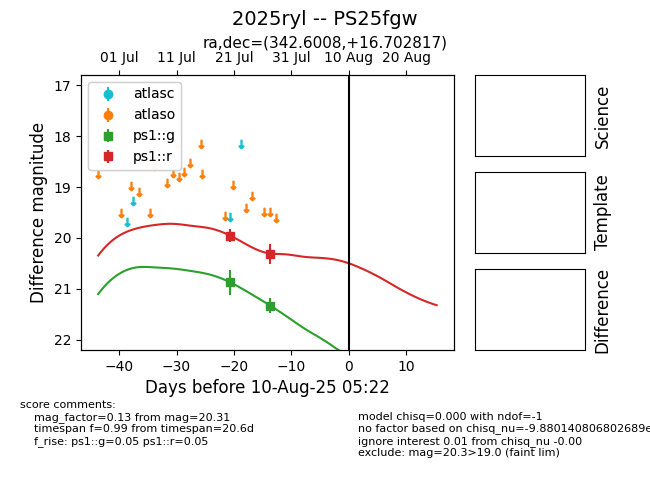 2025ryl -- PS25fgw
ra,dec=(342.6008,+16.702817)
01 Jul 11 Jul 21 Jul 31 Jul 10 Aug 20 Aug
17
18
19
20
21
22
Difference magnitude
atlasc
atlaso
ps1::g
ps1::r
−40 −30 −20 −10 0 10
Days before 10-Aug-25 05:22
Science
Template
Difference
score comments:
mag_factor=0.13 from mag=20.31
timespan f=0.99 from timespan=20.6d
f_rise: ps1::g=0.05 ps1::r=0.05
model chisq=0.000 with ndof=-1
no factor based on chisq_nu=-9.880140806802689e
ignore interest 0.01 from chisq_nu -0.00
exclude: mag=20.3>19.0 (faint lim)